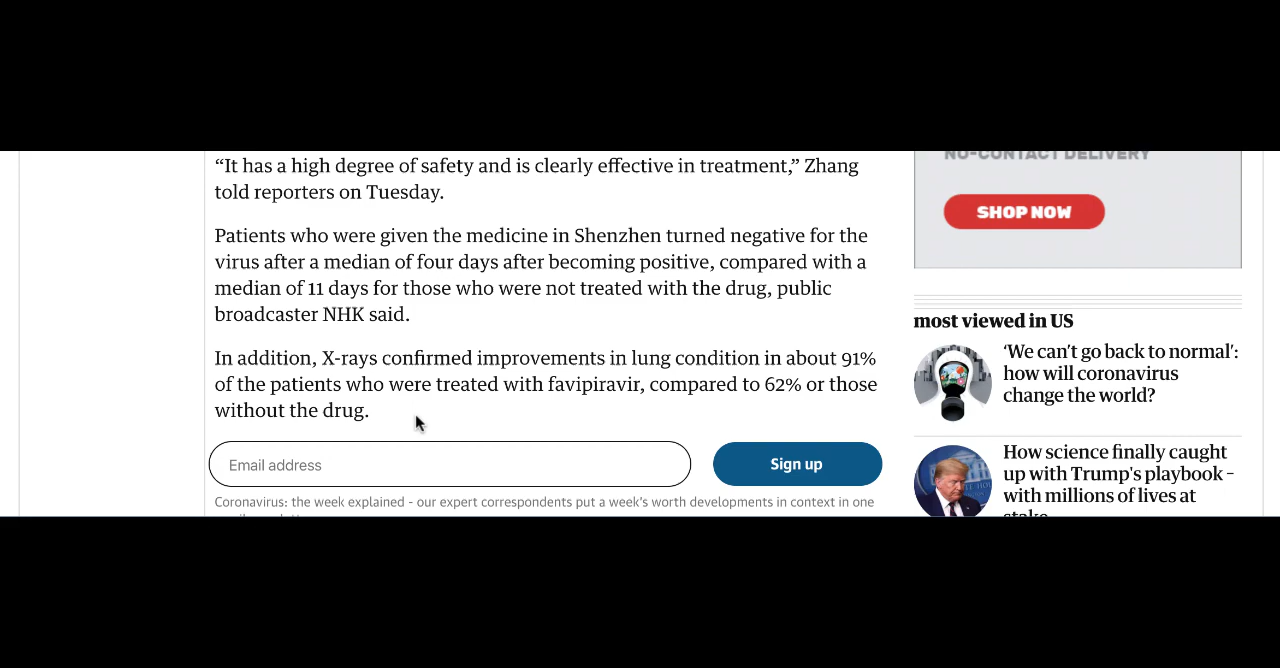 “It has a high degree of safety and is clearly effective in treatment,” Zhang
told reporters on Tuesday.
Patients who were given the medicine in Shenzhen turned negative for the
virus after a median of four days after becoming positive, compared with a
median of 11 days for those who were not treated with the drug, public
broadcaster NHK said.
In addition, X-rays confirmed improvements in lung condition in about 91%
of the patients who were treated with favipiravir, compared to 62% or those
without the drug.
Email address
Sign up
Coronavirus: the week explained - our expert correspondents put a week's worth developments in context in one
NO-CONTACT DELIVERY
SHOP NOW
most viewed in US
‘We can’t go back to normal’:
how will coronavirus
change the world?
How science finally caught
up with Trump's playbook –
with millions of lives at
stake